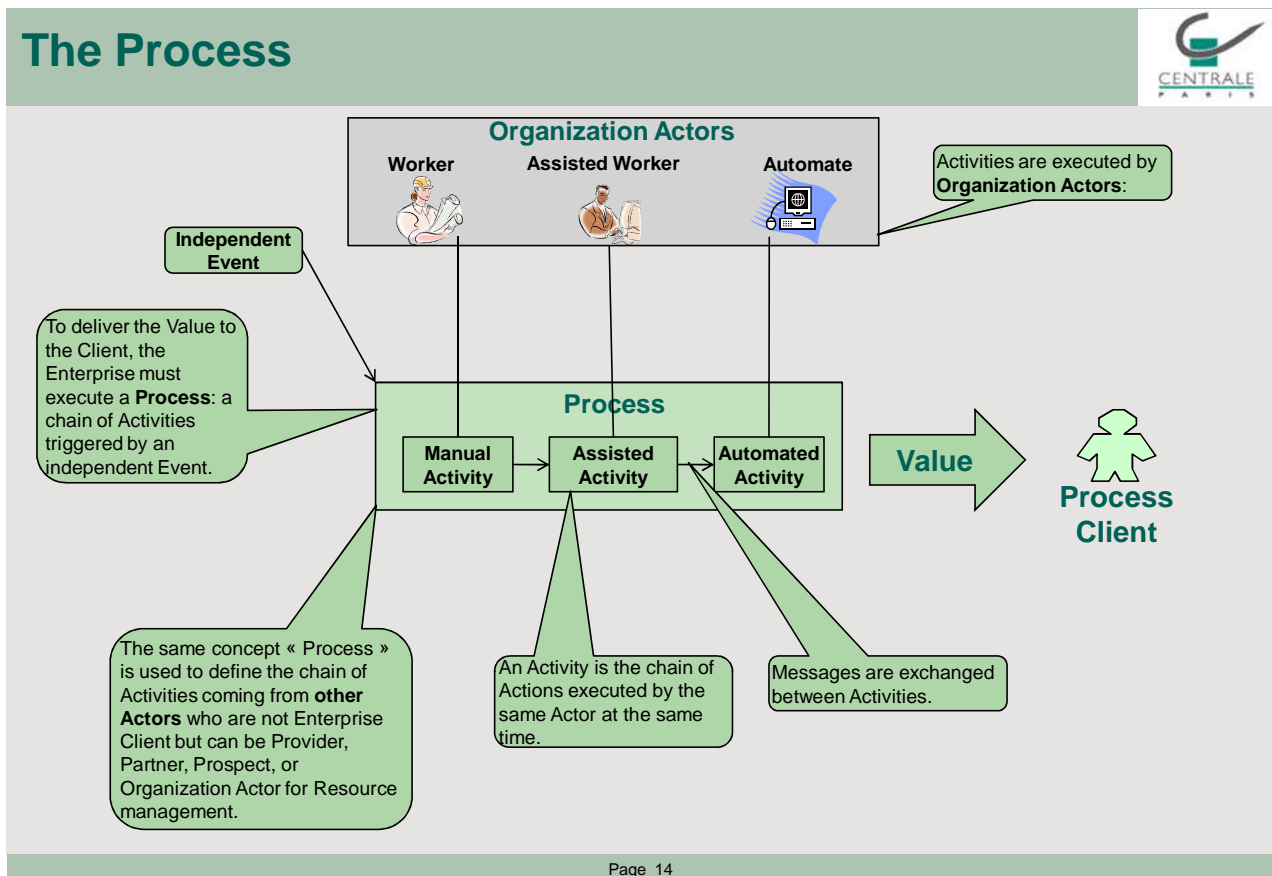 The Process
CENTRALE
PARIS
Organization Actors
Worker
Assisted Worker
Automate
Activities are executed by
Organization Actors:
Independent
Event
To deliver the Value to
the Client, the
Enterprise must
execute a Process: a
chain of Activities
triggered by an
independent Event.
Process
Manual
Activity
Assisted
Activity
Automated
Activity
Value
Process
Client
The same concept « Process »
is used to define the chain of
Activities coming from other
Actors who are not Enterprise
Client but can be Provider,
Partner, Prospect, or
Organization Actor for Resource
management.
An Activity is the chain of
Actions executed by the
same Actor at the same
time.
Messages are exchanged
between Activities.
Page 14